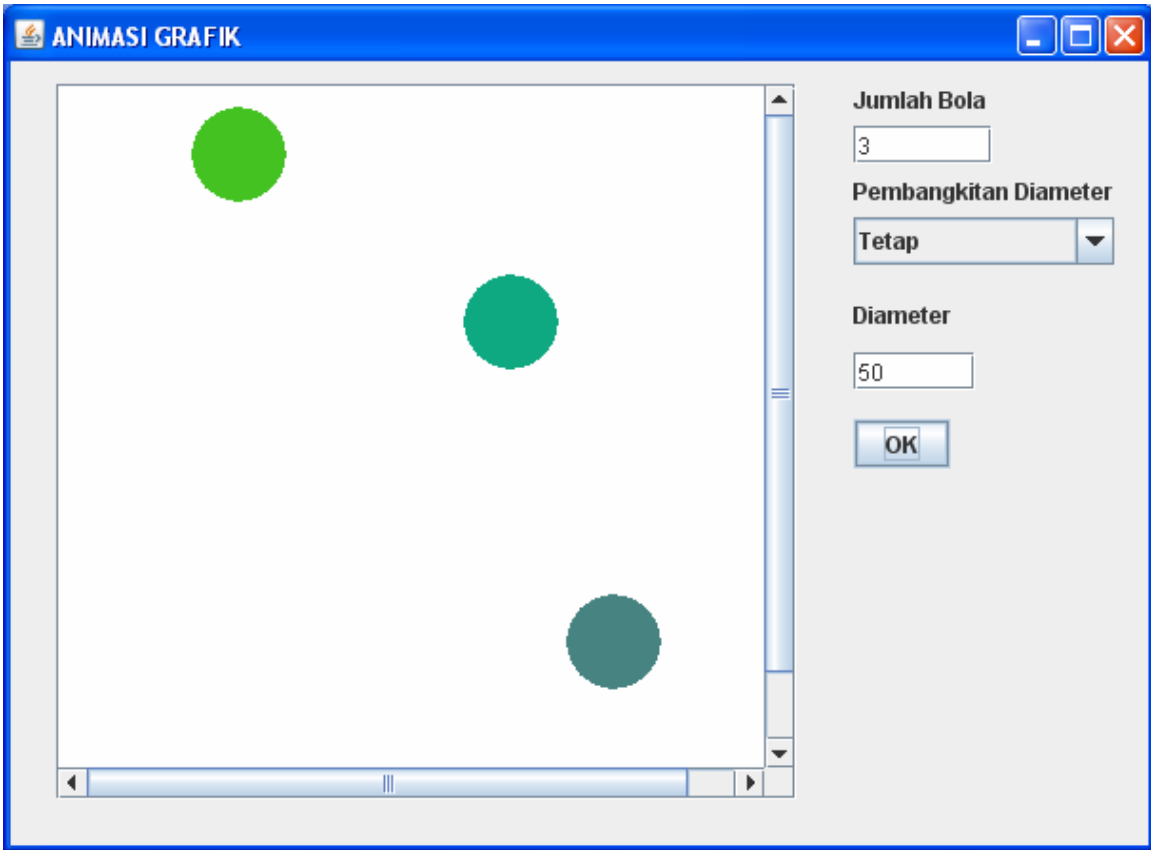 ANIMASI GRAFIK
Jumlah Bola
3
Pembangkitan Diameter
Tetap
Diameter
50
OK